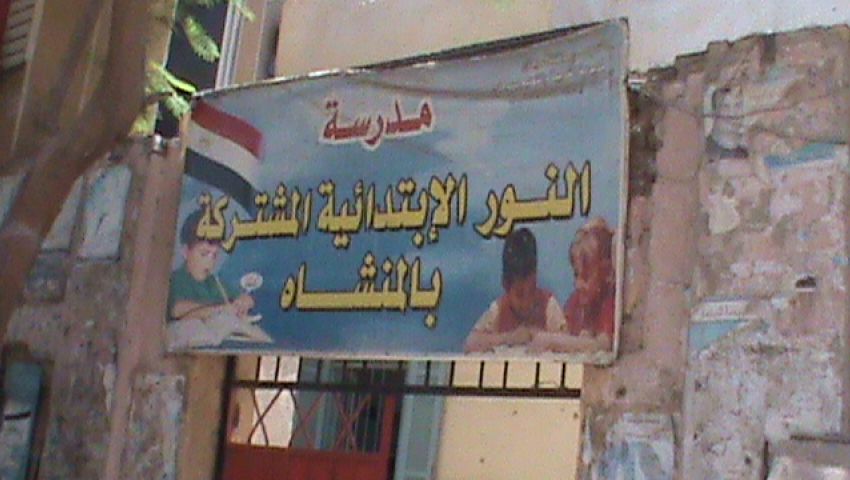 مدرسة
النور الإبتدائية المشتركة
بالمنشاه